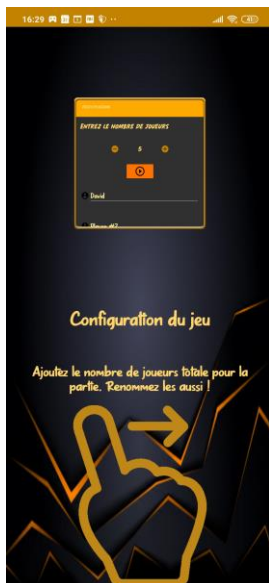 16:29
41
ENTREZ LE NOMBRE DE JOUEURS
5
David
Configuration du jeu
Ajoutez le nombre de joueurs totale pour la
partie. Renommez les aussi !